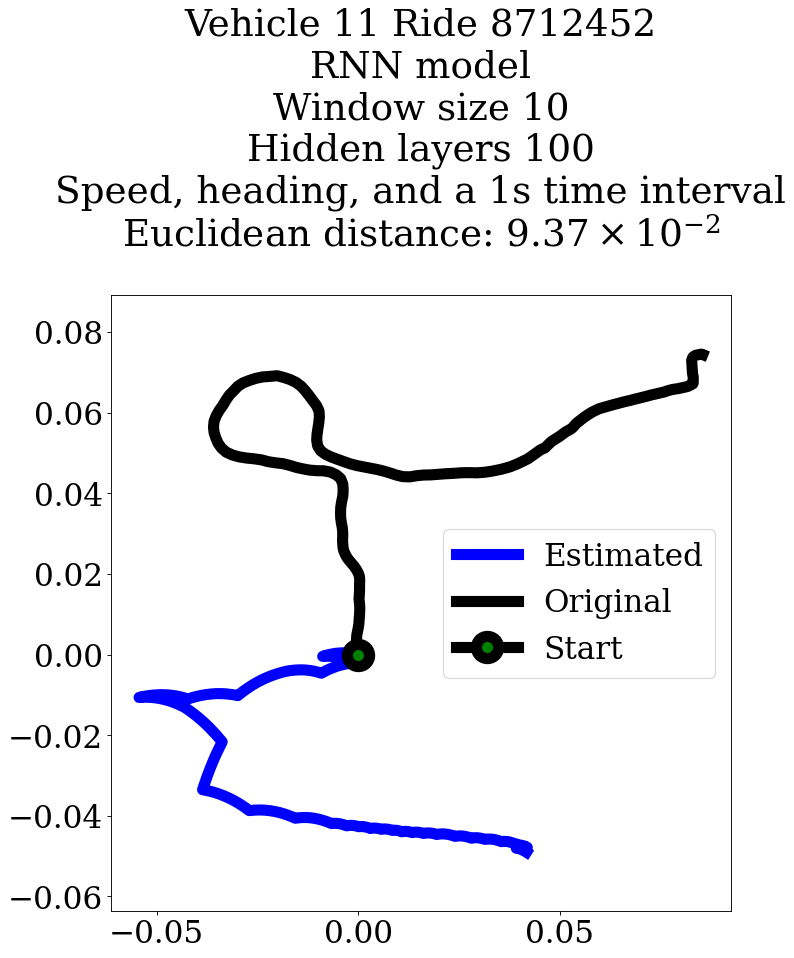 Vehicle 11 Ride 8712452
RNN model
Window size 10
Hidden layers 100
Speed, heading, and a 1s time interval
Euclidean distance: 9.37 × 10⁻²
0.08
0.06
0.04
0.02
0.00
−0.02
−0.04
−0.06
Estimated
Original
Start
−0.05
0.00
0.05